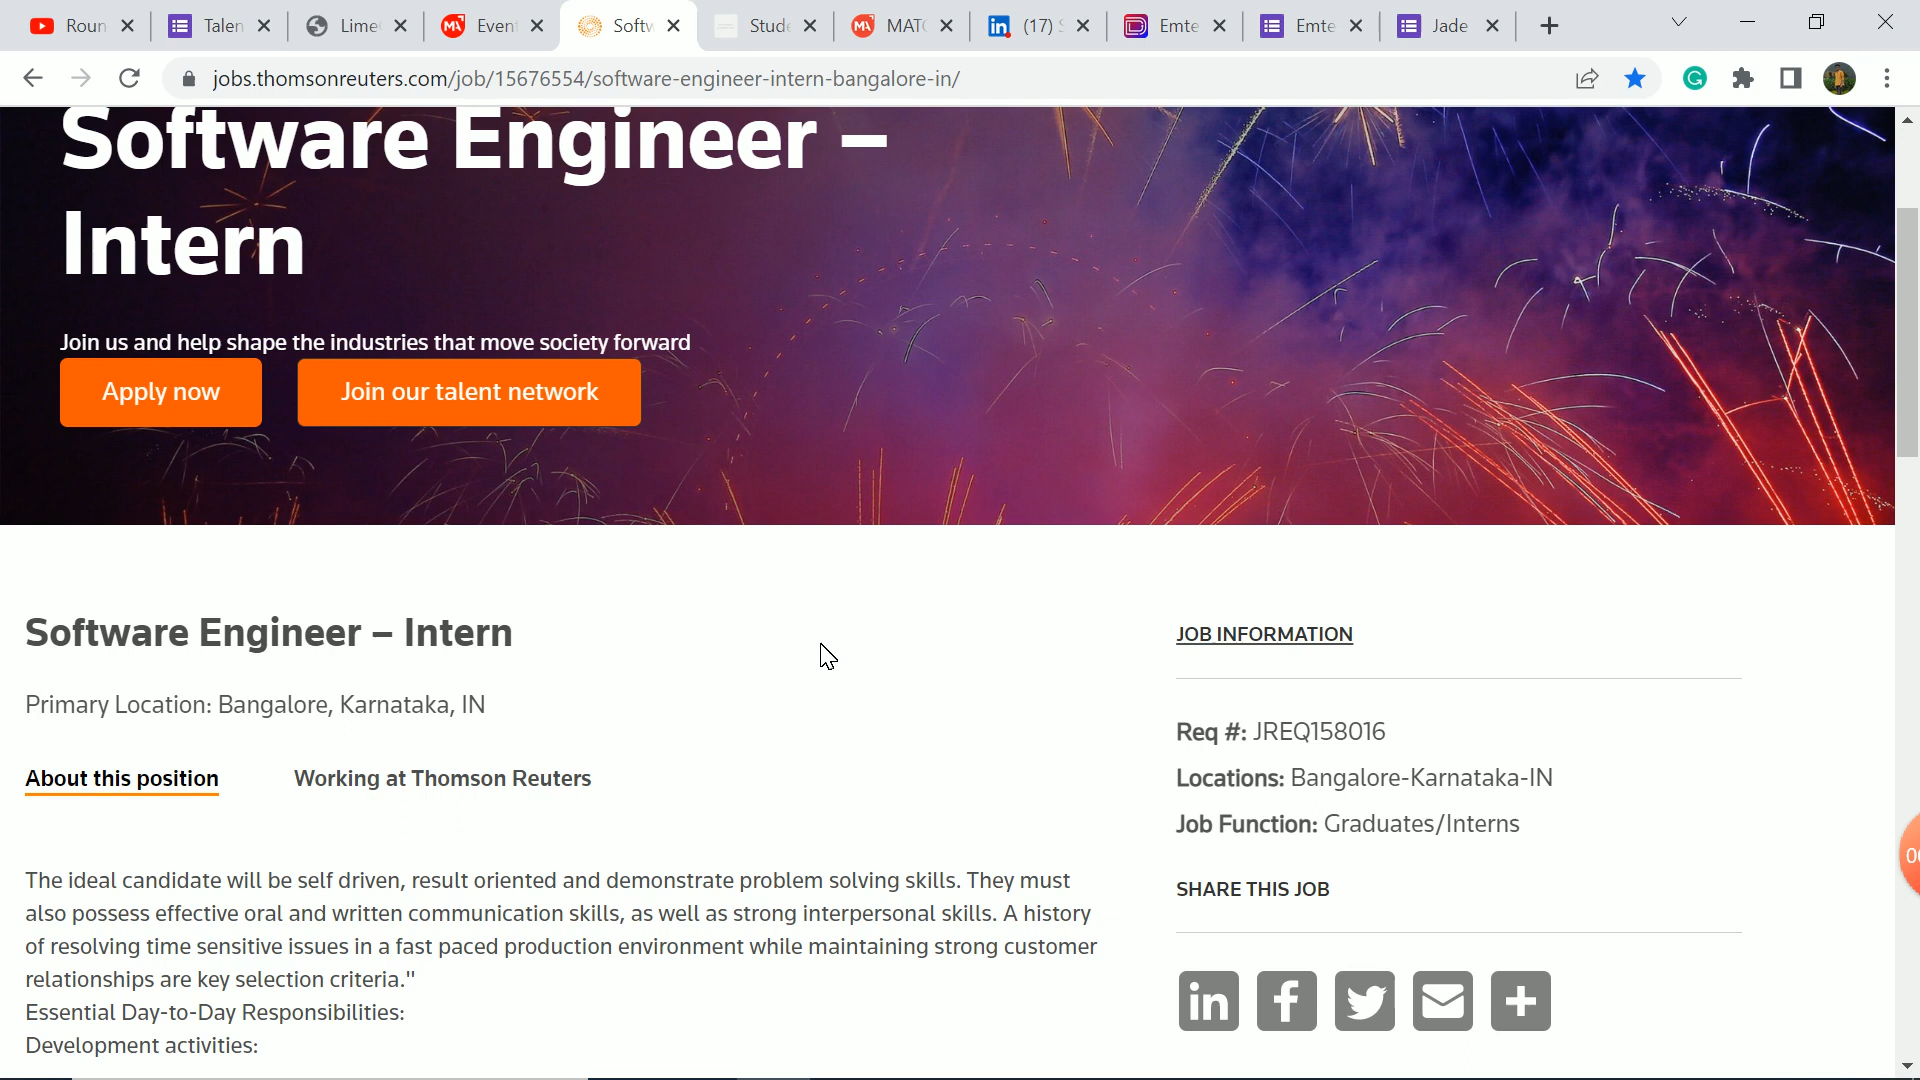 Roun
Talen
Lime
Even
Softw
Stude
MATC
(17) S
Emte
Emte
Jade
jobs.thomsonreuters.com/job/15676554/software-engineer-intern-bangalore-in/
Software Engineer –
Intern
Join us and help shape the industries that move society forward
Apply now
Join our talent network
Software Engineer – Intern
Primary Location: Bangalore, Karnataka, IN
About this position
Working at Thomson Reuters
The ideal candidate will be self driven, result oriented and demonstrate problem solving skills. They must
also possess effective oral and written communication skills, as well as strong interpersonal skills. A history
of resolving time sensitive issues in a fast paced production environment while maintaining strong customer
relationships are key selection criteria."
Essential Day-to-Day Responsibilities:
Development activities:
JOB INFORMATION
Req #: JREQ158016
Locations: Bangalore-Karnataka-IN
Job Function: Graduates/Interns
SHARE THIS JOB